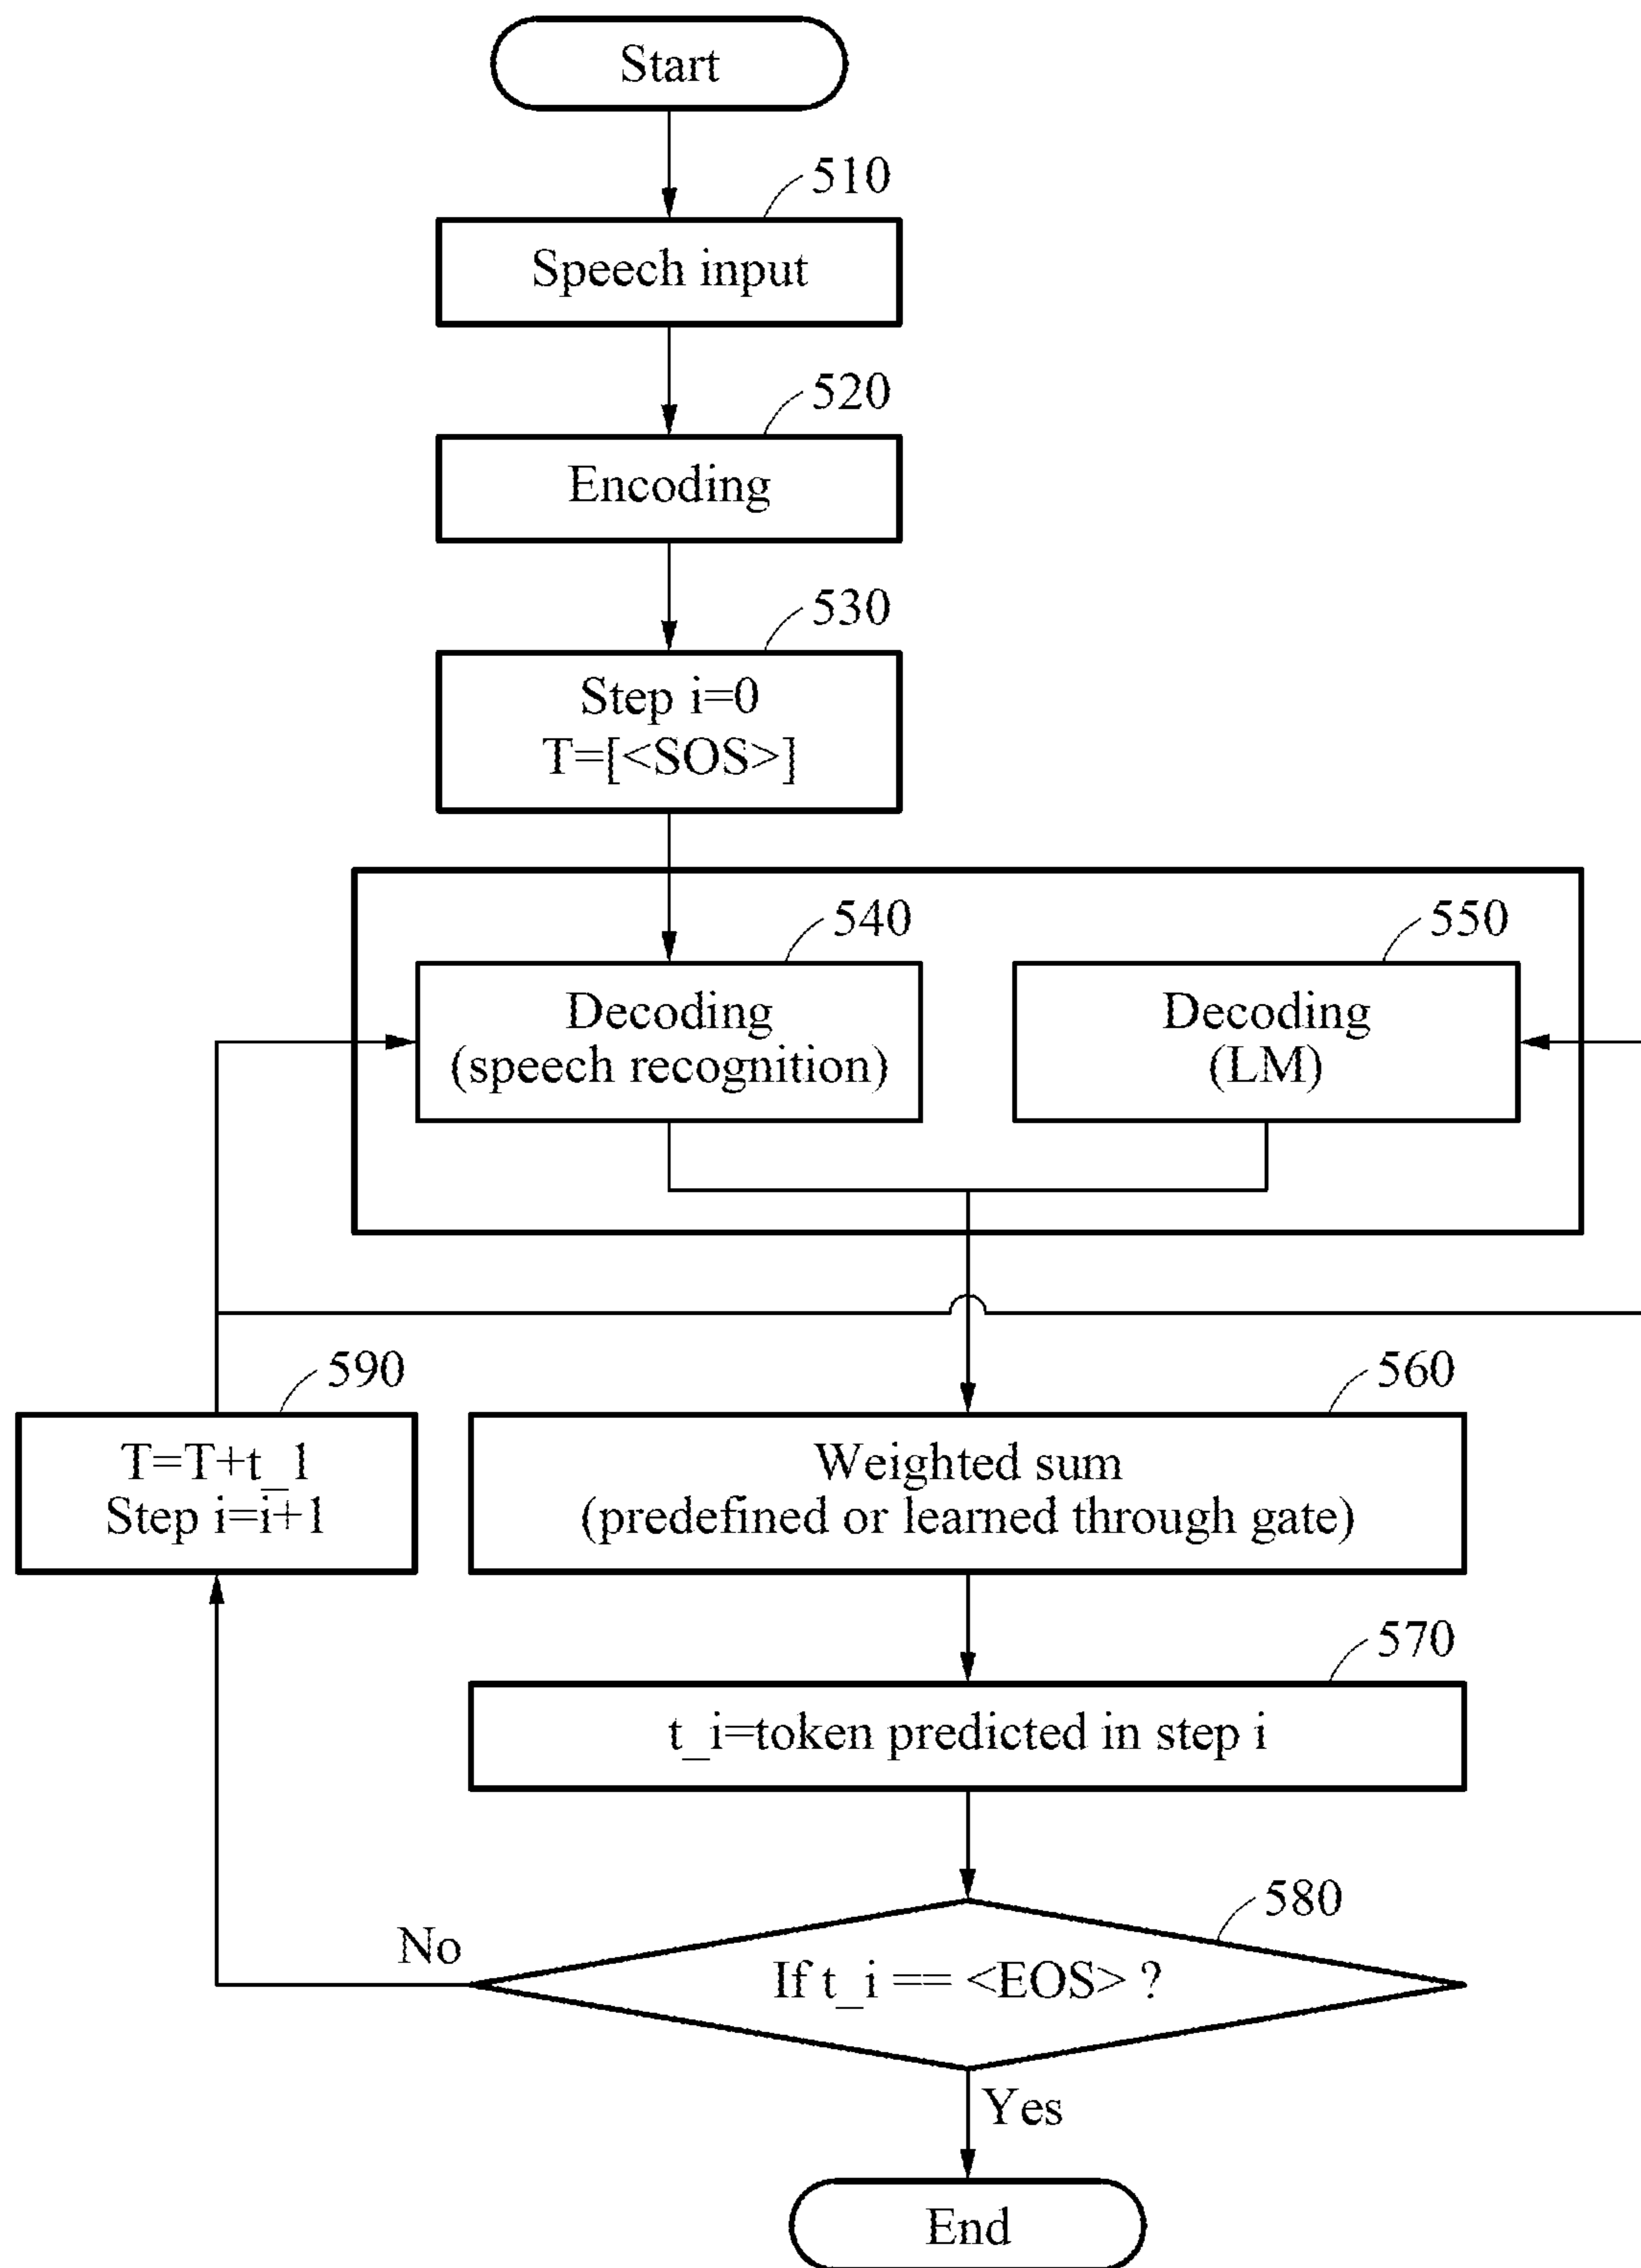 Start
510
Speech input
520
Encoding
530
Step i=0
T=[<SOS>]
540
550
Decoding
(speech recognition)
Decoding
(LM)
590
T=T+t_1
Step i=i+1
560
Weighted sum
(predefined or learned through gate)
570
t_i=token predicted in step i
580
If t_i == <EOS> ?
No
Yes
End